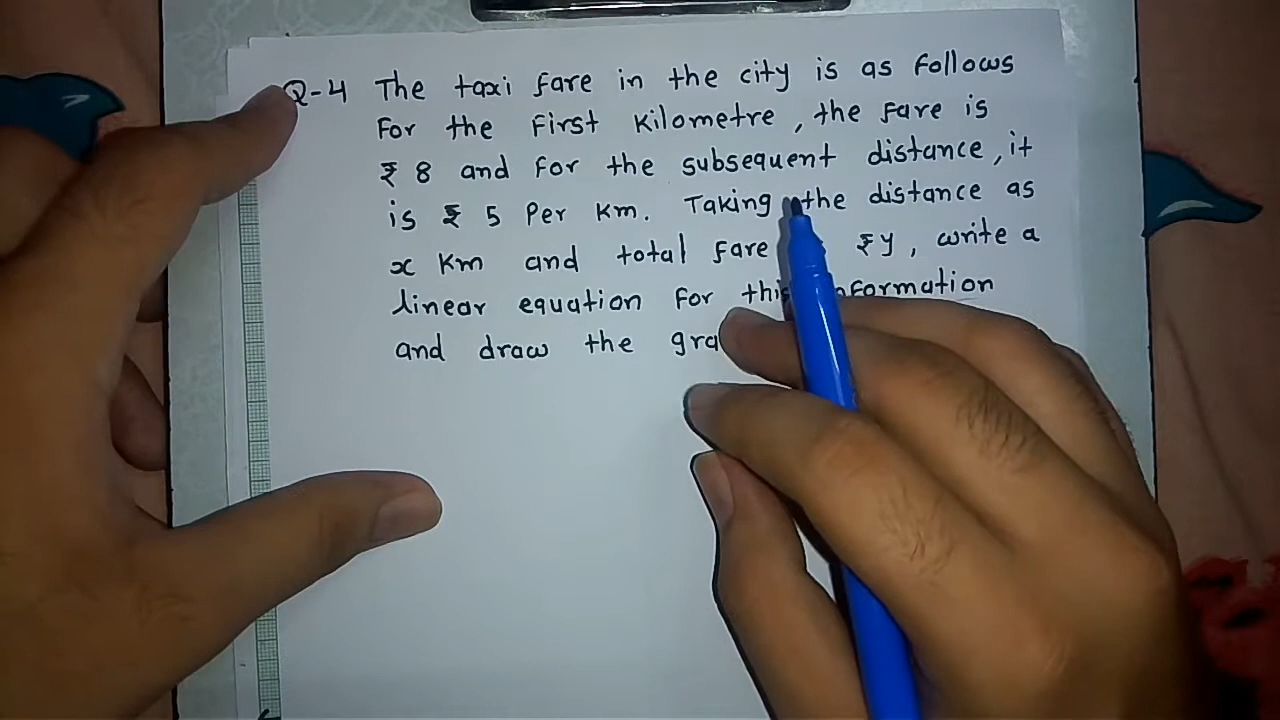 Q-4 The taxi fare in the city is as follows
For the first kilometre, the fare is
₹ 8 and for the subsequent distance, it
is ₹ 5 Per Km. Taking the distance as
x Km and total fare ₹y, write a
linear equation for this information
and draw the